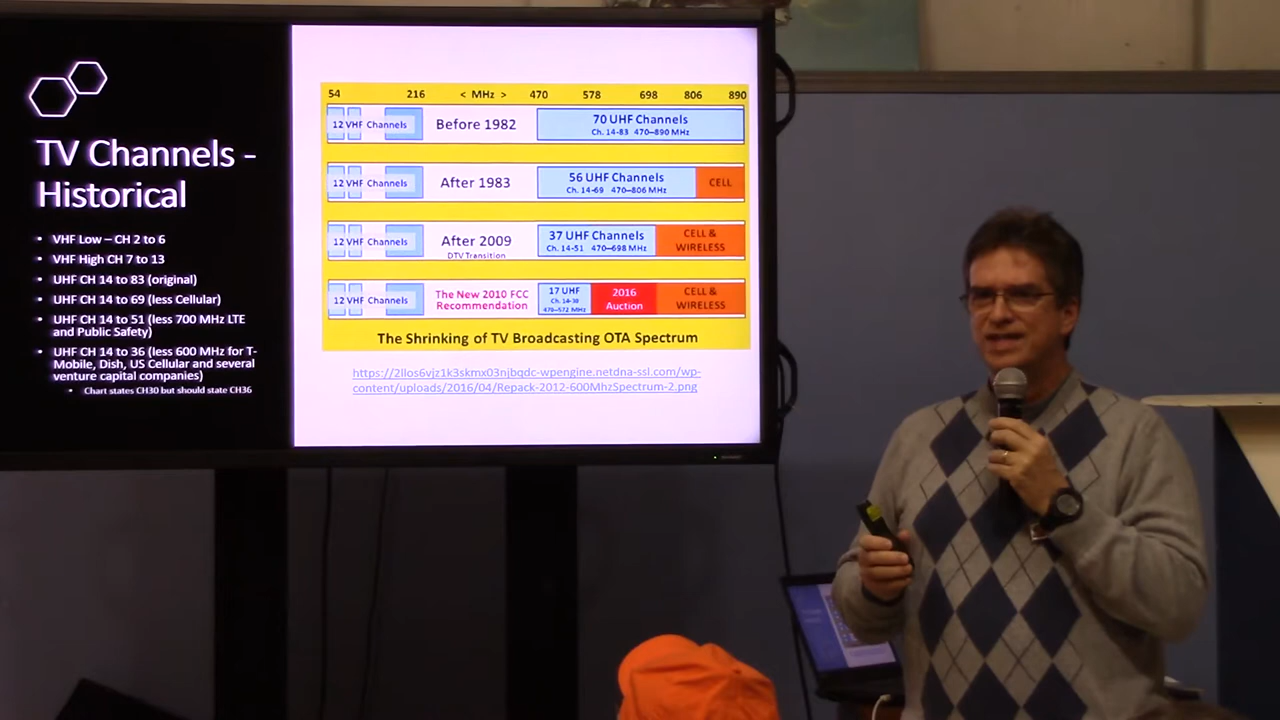 TV Channels -
Historical
• VHF Low – CH 2 to 6
• VHF High CH 7 to 13
• UHF CH 14 to 83 (original)
• UHF CH 14 to 69 (less Cellular)
• UHF CH 14 to 51 (less 700 MHz LTE
and Public Safety)
• UHF CH 14 to 36 (less 600 MHz for T-
Mobile, Dish, US Cellular and several
venture capital companies)
• Chart states CH30 but should state CH36
54 216 < MHz > 470 578 698 806 890
12 VHF Channels Before 1982 70 UHF Channels
Ch. 14-83 470–890 MHz
12 VHF Channels After 1983 56 UHF Channels CELL
Ch. 14-69 470–806 MHz
12 VHF Channels After 2009 37 UHF Channels CELL &
DTV Transition Ch. 14-51 470–698 MHz WIRELESS
12 VHF Channels The New 2010 FCC 17 UHF 2016 CELL &
Recommendation Ch. 14-30 Auction WIRELESS
470–572 MHz
The Shrinking of TV Broadcasting OTA Spectrum
https://2llos6vjz1k3skmx03njbqdc-wpengine.netdna-ssl.com/wp-
content/uploads/2016/04/Repack-2012-600MhzSpectrum-2.png